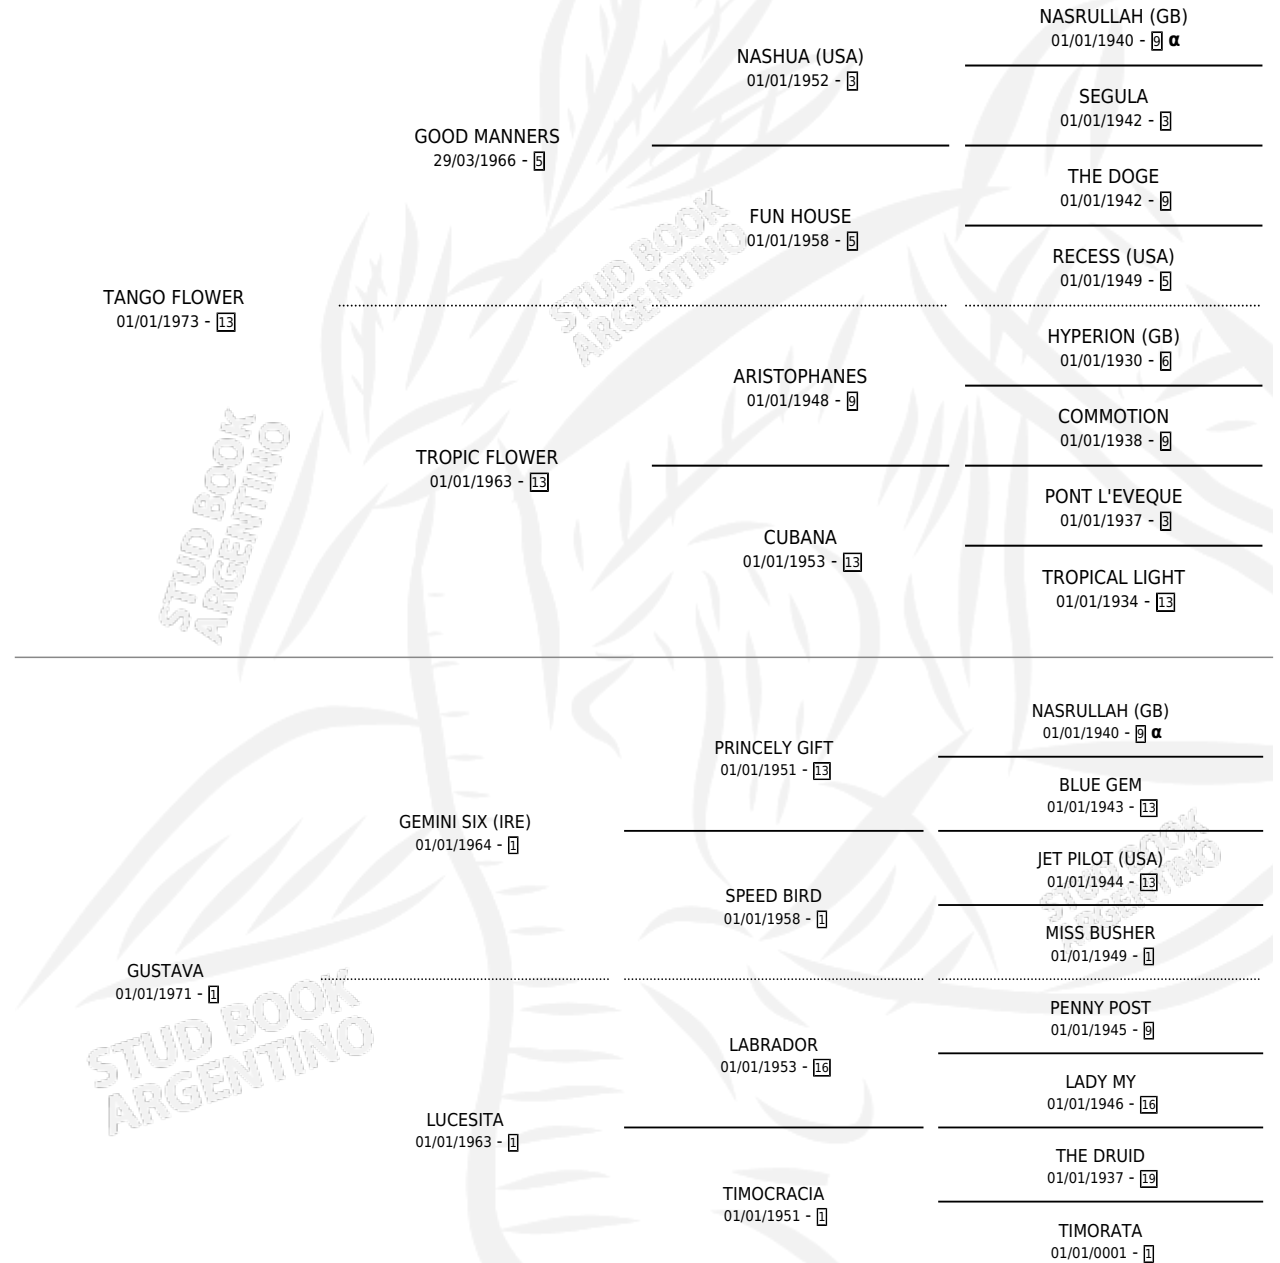 NASRULLAH (GB)
01/01/1940 - 9 α
NASHUA (USA)
01/01/1952 - 3
SEGULA
01/01/1942 - 3
GOOD MANNERS
29/03/1966 - 5
THE DOGE
01/01/1942 - 9
FUN HOUSE
01/01/1958 - 5
RECESS (USA)
01/01/1949 - 5
TANGO FLOWER
01/01/1973 - 13
HYPERION (GB)
01/01/1930 - 6
ARISTOPHANES
01/01/1948 - 9
COMMOTION
01/01/1938 - 9
TROPIC FLOWER
01/01/1963 - 13
PONT L'EVEQUE
01/01/1937 - 3
CUBANA
01/01/1953 - 13
TROPICAL LIGHT
01/01/1934 - 13
NASRULLAH (GB)
01/01/1940 - 9 α
PRINCELY GIFT
01/01/1951 - 13
BLUE GEM
01/01/1943 - 13
GEMINI SIX (IRE)
01/01/1964 - 1
JET PILOT (USA)
01/01/1944 - 13
SPEED BIRD
01/01/1958 - 1
MISS BUSHER
01/01/1949 - 1
GUSTAVA
01/01/1971 - 1
PENNY POST
01/01/1945 - 9
LABRADOR
01/01/1953 - 16
LADY MY
01/01/1946 - 16
LUCESITA
01/01/1963 - 1
THE DRUID
01/01/1937 - 19
TIMOCRACIA
01/01/1951 - 1
TIMORATA
01/01/0001 - 1
STUD BOOK
ARGENTINO
STUD BOOK
ARGENTINO
STUD BOOK
ARGENTINO
STUD BOOK
ARGENTINO